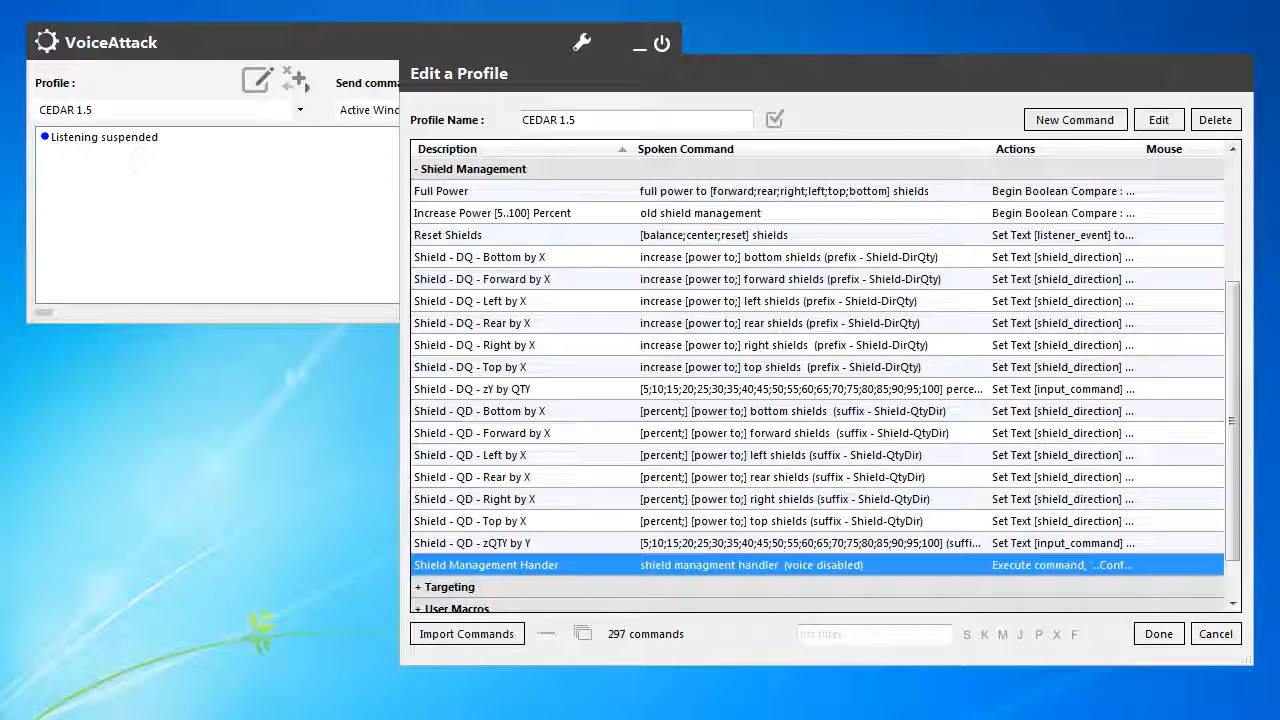 VoiceAttack
Profile :
Send comma
CEDAR 1.5
Active Wind
Listening suspended
Edit a Profile
Profile Name :
CEDAR 1.5
New Command
Edit
Delete
Description Spoken Command Actions Mouse
- Shield Management
Full Power full power to [forward;rear;right;left;top;bottom] shields Begin Boolean Compare : ...
Increase Power [5..100] Percent old shield management Begin Boolean Compare : ...
Reset Shields [balance;center;reset] shields Set Text [listener_event] to...
Shield - DQ - Bottom by X increase [power to;] bottom shields (prefix - Shield-DirQty) Set Text [shield_direction] ...
Shield - DQ - Forward by X increase [power to;] forward shields (prefix - Shield-DirQty) Set Text [shield_direction] ...
Shield - DQ - Left by X increase [power to;] left shields (prefix - Shield-DirQty) Set Text [shield_direction] ...
Shield - DQ - Rear by X increase [power to;] rear shields (prefix - Shield-DirQty) Set Text [shield_direction] ...
Shield - DQ - Right by X increase [power to;] right shields (prefix - Shield-DirQty) Set Text [shield_direction] ...
Shield - DQ - Top by X increase [power to;] top shields (prefix - Shield-DirQty) Set Text [shield_direction] ...
Shield - DQ - zY by QTY [5;10;15;20;25;30;35;40;45;50;55;60;65;70;75;80;85;90;95;100] perce... Set Text [input_command] ...
Shield - QD - Bottom by X [percent;] [power to;] bottom shields (suffix - Shield-QtyDir) Set Text [shield_direction] ...
Shield - QD - Forward by X [percent;] [power to;] forward shields (suffix - Shield-QtyDir) Set Text [shield_direction] ...
Shield - QD - Left by X [percent;] [power to;] left shields (suffix - Shield-QtyDir) Set Text [shield_direction] ...
Shield - QD - Rear by X [percent;] [power to;] rear shields (suffix - Shield-QtyDir) Set Text [shield_direction] ...
Shield - QD - Right by X [percent;] [power to;] right shields (suffix - Shield-QtyDir) Set Text [shield_direction] ...
Shield - QD - Top by X [percent;] [power to;] top shields (suffix - Shield-QtyDir) Set Text [shield_direction] ...
Shield - QD - zQTY by Y [5;10;15;20;25;30;35;40;45;50;55;60;65;70;75;80;85;90;95;100] (suffi... Set Text [input_command] ...
Shield Management Hander shield managment handler (voice disabled) Execute command, '..Conf...
+ Targeting
+ User Macros
Import Commands
297 commands
list filter
S K M J P X F
Done
Cancel